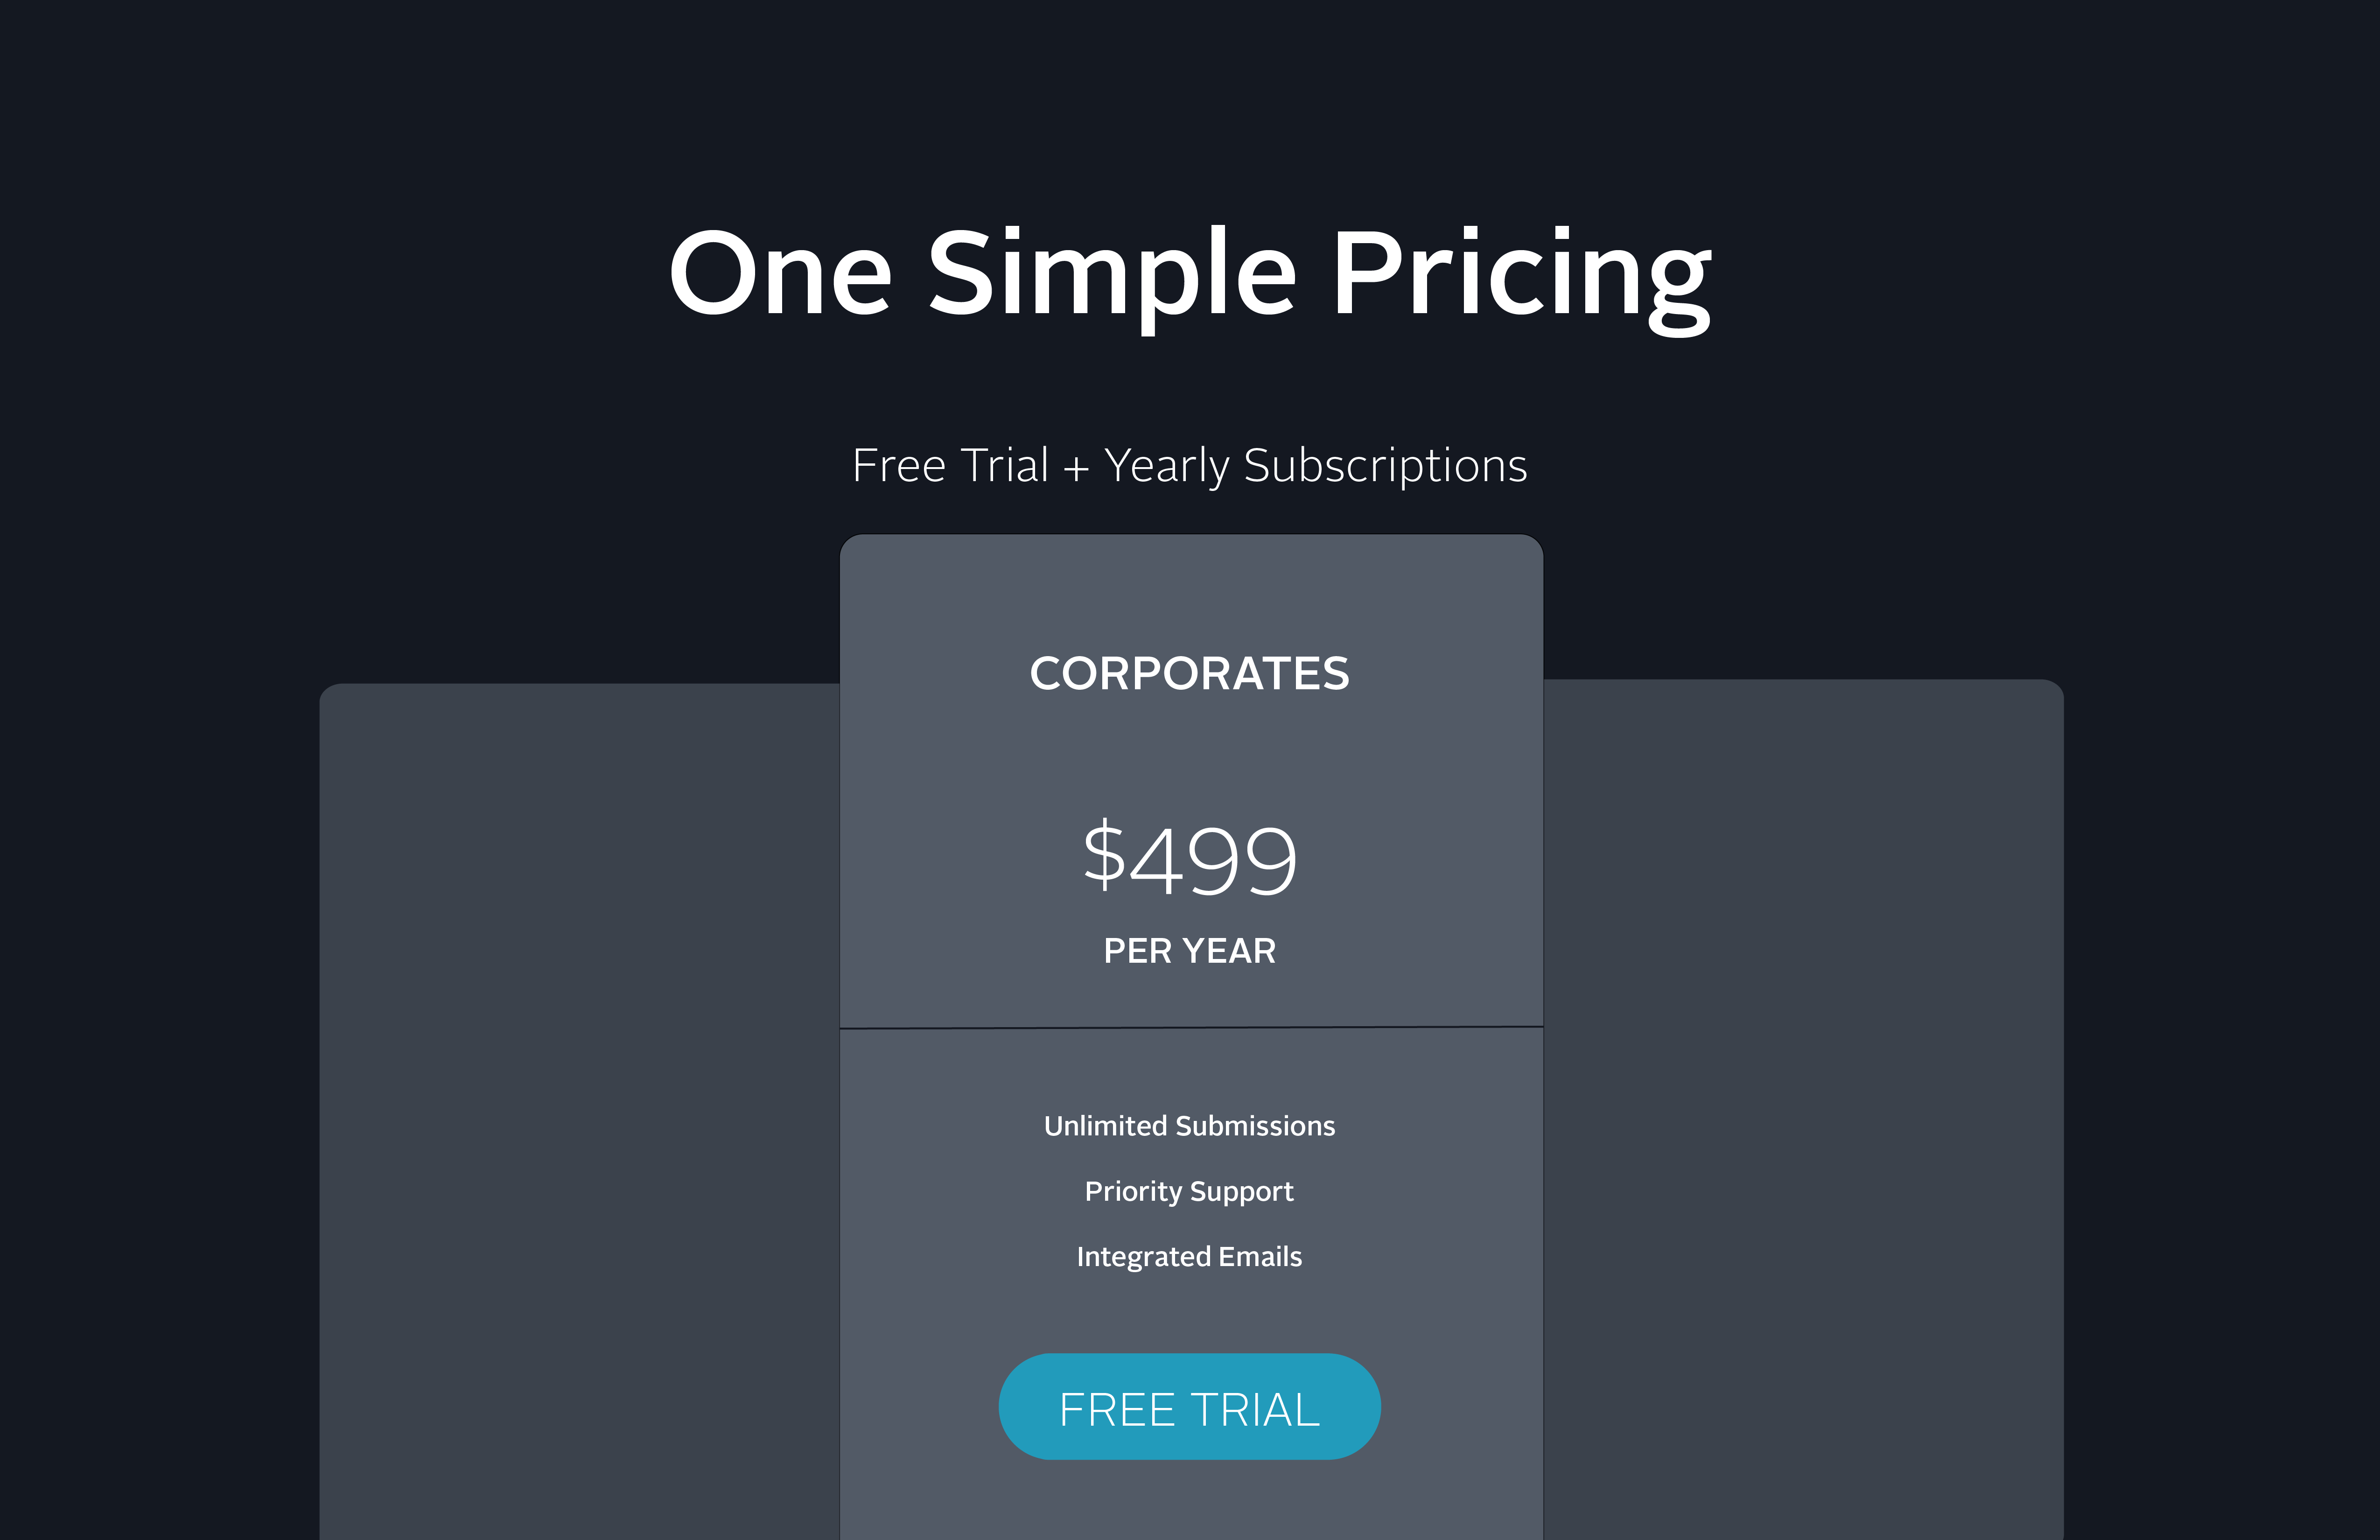 One Simple Pricing
Free Trial + Yearly Subscriptions
CORPORATES
$499
PER YEAR
Unlimited Submissions
Priority Support
Integrated Emails
FREE TRIAL